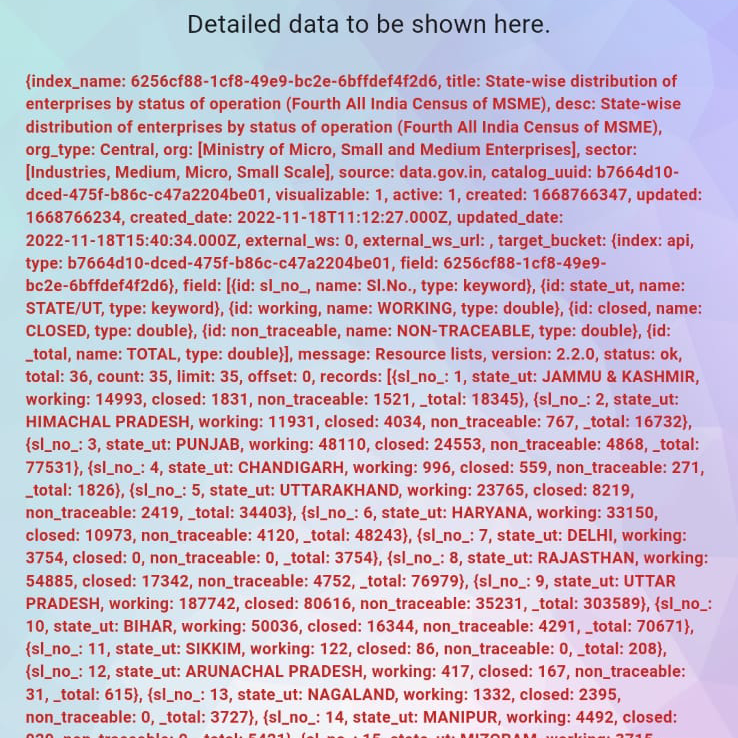 Detailed data to be shown here.
{index_name: 6256cf88-1cf8-49e9-bc2e-6bffdef4f2d6, title: State-wise distribution of
enterprises by status of operation (Fourth All India Census of MSME), desc: State-wise
distribution of enterprises by status of operation (Fourth All India Census of MSME),
org_type: Central, org: [Ministry of Micro, Small and Medium Enterprises], sector:
[Industries, Medium, Micro, Small Scale], source: data.gov.in, catalog_uuid: b7664d10-
dced-475f-b86c-c47a2204be01, visualizable: 1, active: 1, created: 1668766347, updated:
1668766234, created_date: 2022-11-18T11:12:27.000Z, updated_date:
2022-11-18T15:40:34.000Z, external_ws: 0, external_ws_url: , target_bucket: {index: api,
type: b7664d10-dced-475f-b86c-c47a2204be01, field: 6256cf88-1cf8-49e9-
bc2e-6bffdef4f2d6}, field: [{id: sl_no_, name: Sl.No., type: keyword}, {id: state_ut, name:
STATE/UT, type: keyword}, {id: working, name: WORKING, type: double}, {id: closed, name:
CLOSED, type: double}, {id: non_traceable, name: NON-TRACEABLE, type: double}, {id:
_total, name: TOTAL, type: double}], message: Resource lists, version: 2.2.0, status: ok,
total: 36, count: 35, limit: 35, offset: 0, records: [{sl_no_: 1, state_ut: JAMMU & KASHMIR,
working: 14993, closed: 1831, non_traceable: 1521, _total: 18345}, {sl_no_: 2, state_ut:
HIMACHAL PRADESH, working: 11931, closed: 4034, non_traceable: 767, _total: 16732},
{sl_no_: 3, state_ut: PUNJAB, working: 48110, closed: 24553, non_traceable: 4868, _total:
77531}, {sl_no_: 4, state_ut: CHANDIGARH, working: 996, closed: 559, non_traceable: 271,
_total: 1826}, {sl_no_: 5, state_ut: UTTARAKHAND, working: 23765, closed: 8219,
non_traceable: 2419, _total: 34403}, {sl_no_: 6, state_ut: HARYANA, working: 33150,
closed: 10973, non_traceable: 4120, _total: 48243}, {sl_no_: 7, state_ut: DELHI, working:
3754, closed: 0, non_traceable: 0, _total: 3754}, {sl_no_: 8, state_ut: RAJASTHAN, working:
54885, closed: 17342, non_traceable: 4752, _total: 76979}, {sl_no_: 9, state_ut: UTTAR
PRADESH, working: 187742, closed: 80616, non_traceable: 35231, _total: 303589}, {sl_no_:
10, state_ut: BIHAR, working: 50036, closed: 16344, non_traceable: 4291, _total: 70671},
{sl_no_: 11, state_ut: SIKKIM, working: 122, closed: 86, non_traceable: 0, _total: 208},
{sl_no_: 12, state_ut: ARUNACHAL PRADESH, working: 417, closed: 167, non_traceable:
31, _total: 615}, {sl_no_: 13, state_ut: NAGALAND, working: 1332, closed: 2395,
non_traceable: 0, _total: 3727}, {sl_no_: 14, state_ut: MANIPUR, working: 4492, closed: